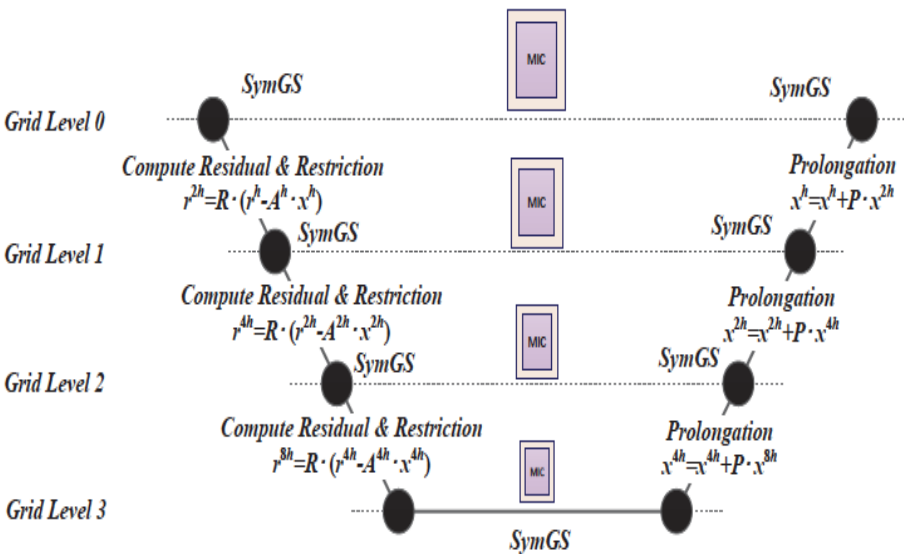 MIC
SymGS
SymGS
Grid Level 0
Compute Residual & Restriction
Prolongation
r^{2h}=R·(r^h-A^h·x^h)
x^h=x^h+P·x^{2h}
MIC
SymGS
SymGS
Grid Level 1
Compute Residual & Restriction
Prolongation
r^{4h}=R·(r^{2h}-A^{2h}·x^{2h})
x^{2h}=x^{2h}+P·x^{4h}
MIC
SymGS
SymGS
Grid Level 2
Compute Residual & Restriction
Prolongation
r^{8h}=R·(r^{4h}-A^{4h}·x^{4h})
x^{4h}=x^{4h}+P·x^{8h}
MIC
Grid Level 3
SymGS